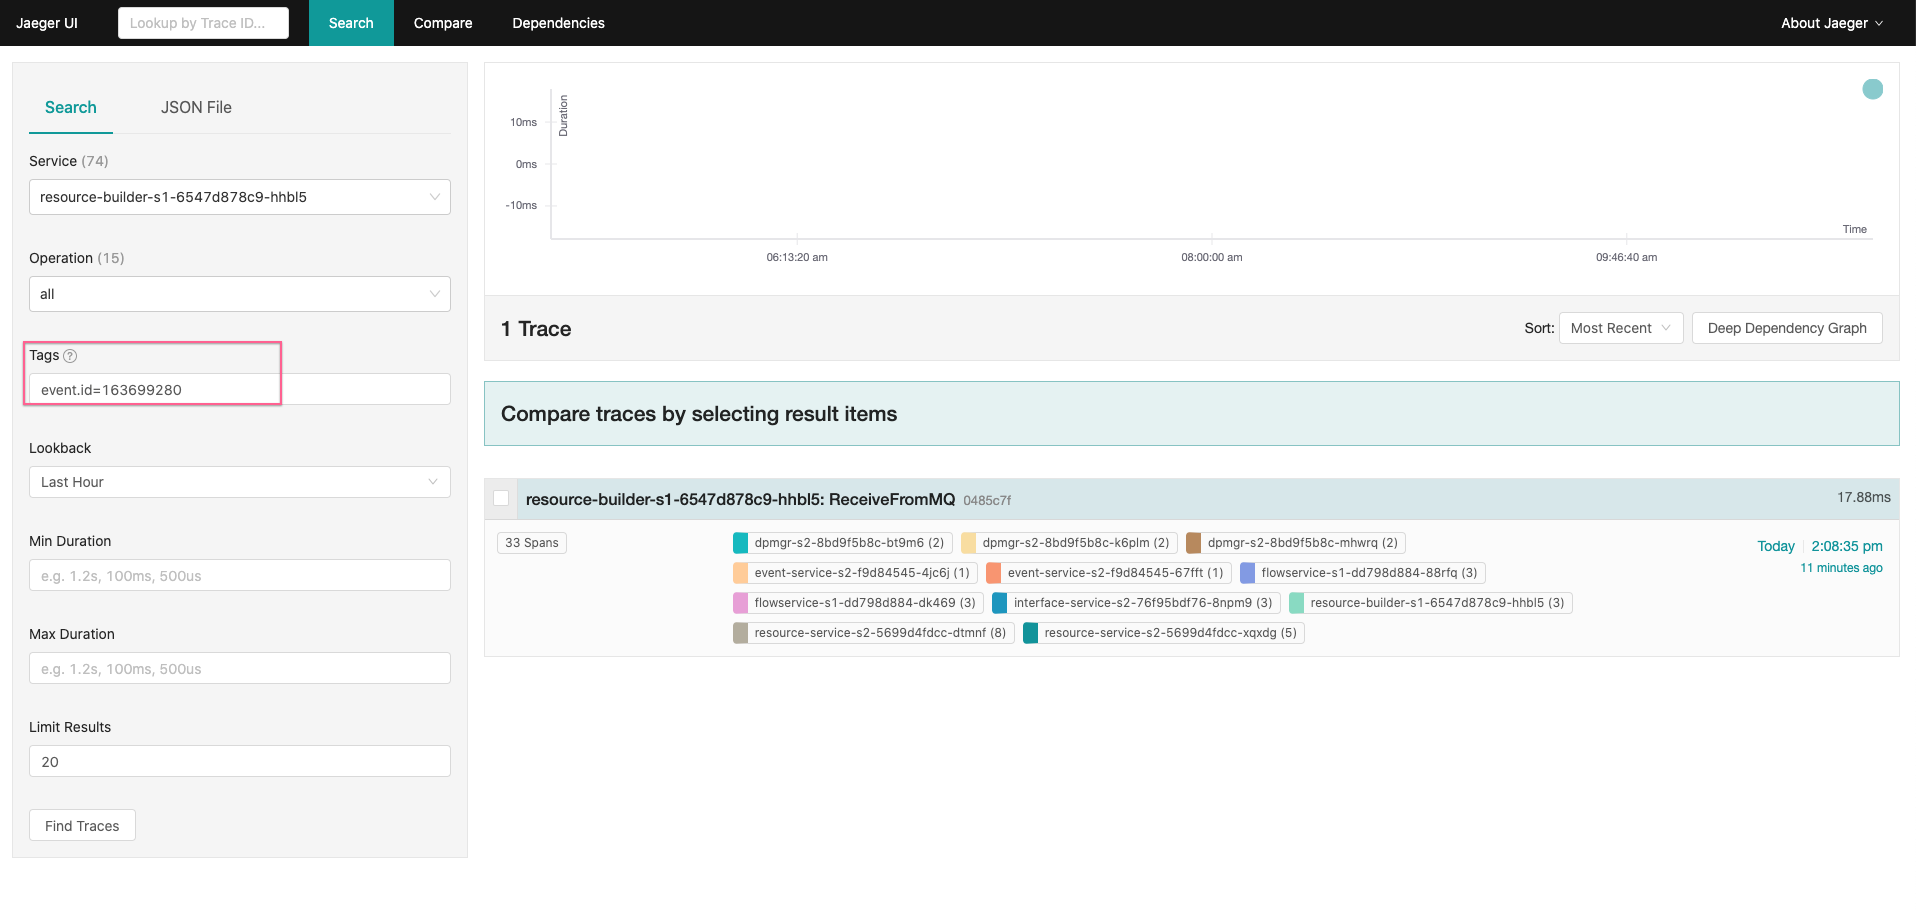 Jaeger UI Lookup by Trace ID... Search Compare Dependencies About Jaeger
Search JSON File
Service (74)
resource-builder-s1-6547d878c9-hhbl5
Operation (15)
all
Tags ?
event.id=163699280
Lookback
Last Hour
Min Duration
e.g. 1.2s, 100ms, 500us
Max Duration
e.g. 1.2s, 100ms, 500us
Limit Results
20
Find Traces
Duration
10ms
0ms
-10ms
Time
06:13:20 am 08:00:00 am 09:46:40 am
1 Trace Sort: Most Recent Deep Dependency Graph
Compare traces by selecting result items
resource-builder-s1-6547d878c9-hhbl5: ReceiveFromMQ 0485c7f 17.88ms
33 Spans dpmgr-s2-8bd9f5b8c-bt9m6 (2) dpmgr-s2-8bd9f5b8c-k6plm (2) dpmgr-s2-8bd9f5b8c-mhwrq (2) Today 2:08:35 pm
event-service-s2-f9d84545-4jc6j (1) event-service-s2-f9d84545-67fft (1) flowservice-s1-dd798d884-88rfq (3) 11 minutes ago
flowservice-s1-dd798d884-dk469 (3) interface-service-s2-76f95bdf76-8npm9 (3) resource-builder-s1-6547d878c9-hhbl5 (3)
resource-service-s2-5699d4fdcc-dtmnf (8) resource-service-s2-5699d4fdcc-xqxdg (5)